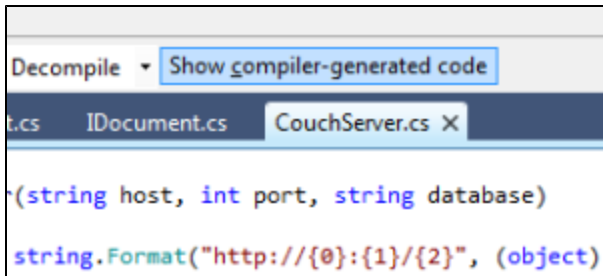 Decompile Show compiler-generated code
t.cs IDocument.cs CouchServer.cs
(string host, int port, string database)
string.Format("http://{0}:{1}/{2}", (object)